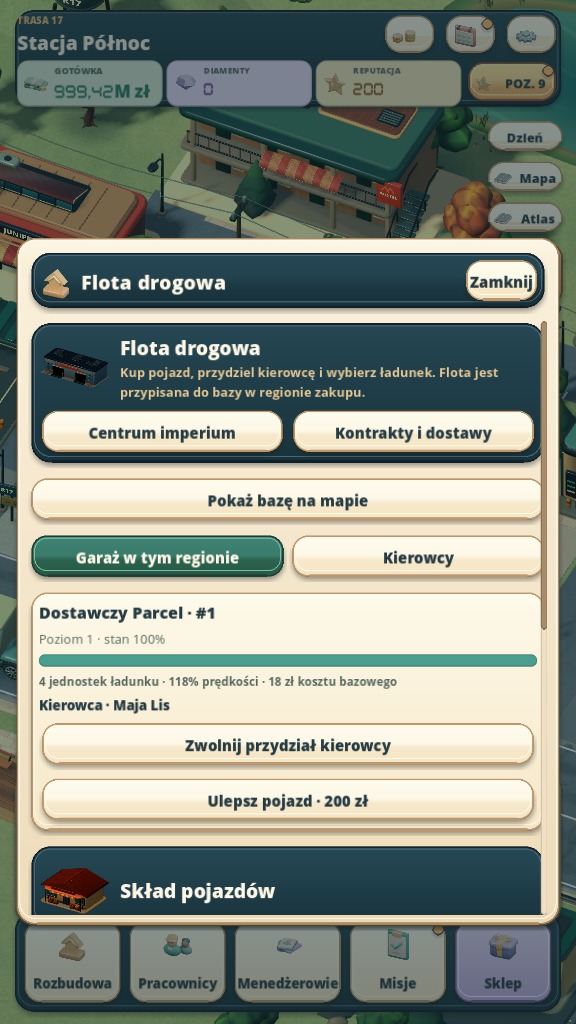 TRASA 17
Stacja Północ
GOTÓWKA
999,42M zł
DIAMENTY
0
REPUTACJA
200
POZ. 9
Dzień
Mapa
Atlas
Flota drogowa
Zamknij
Flota drogowa
Kup pojazd, przydziel kierowcę i wybierz ładunek. Flota jest
przypisana do bazy w regionie zakupu.
Centrum imperium
Kontrakty i dostawy
Pokaż bazę na mapie
Garaż w tym regionie
Kierowcy
Dostawczy Parcel · #1
Poziom 1 · stan 100%
4 jednostek ładunku · 118% prędkości · 18 zł kosztu bazowego
Kierowca · Maja Lis
Zwolnij przydział kierowcy
Ulepsz pojazd · 200 zł
Skład pojazdów
Rozbudowa
Pracownicy
Menedżerowie
Misje
Sklep